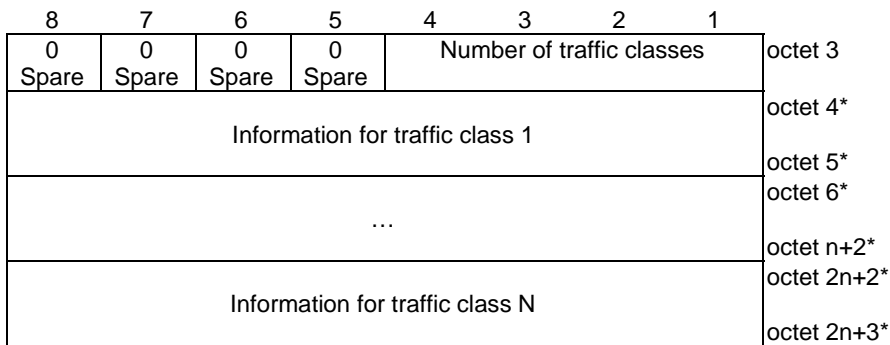 8 7 6 5 4 3 2 1
0 0 0 0 Number of traffic classes octet 3
Spare Spare Spare Spare
octet 4*
Information for traffic class 1
octet 5*
octet 6*
…
octet n+2*
octet 2n+2*
Information for traffic class N
octet 2n+3*